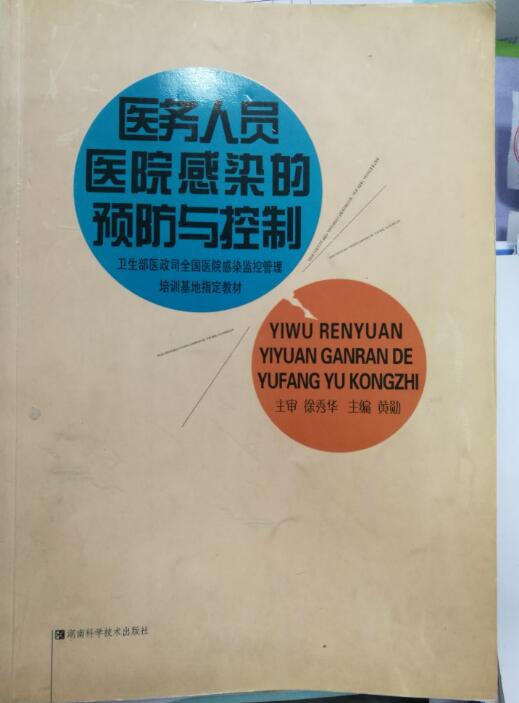 医务人员
医院感染的
预防与控制
卫生部医政司全国医院感染监控管理
培训基地指定教材
YIWU RENYUAN
YIYUAN GANRAN DE
YUFANG YU KONGZHI
主审 徐秀华 主编 黄勋
湖南科学技术出版社